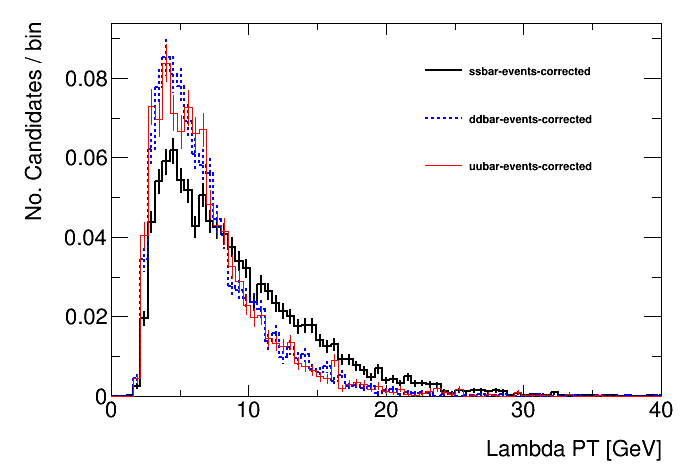 No. Candidates / bin
0.08
0.06
0.04
0.02
0
ssbar-events-corrected
ddbar-events-corrected
uubar-events-corrected
0 10 20 30 40
Lambda PT [GeV]